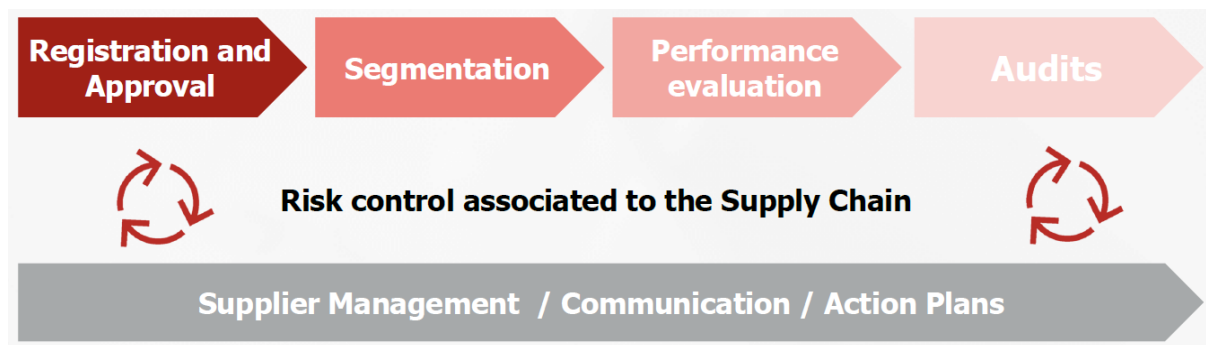 Registration and
Approval
Segmentation
Performance
evaluation
Audits
Risk control associated to the Supply Chain
Supplier Management / Communication / Action Plans